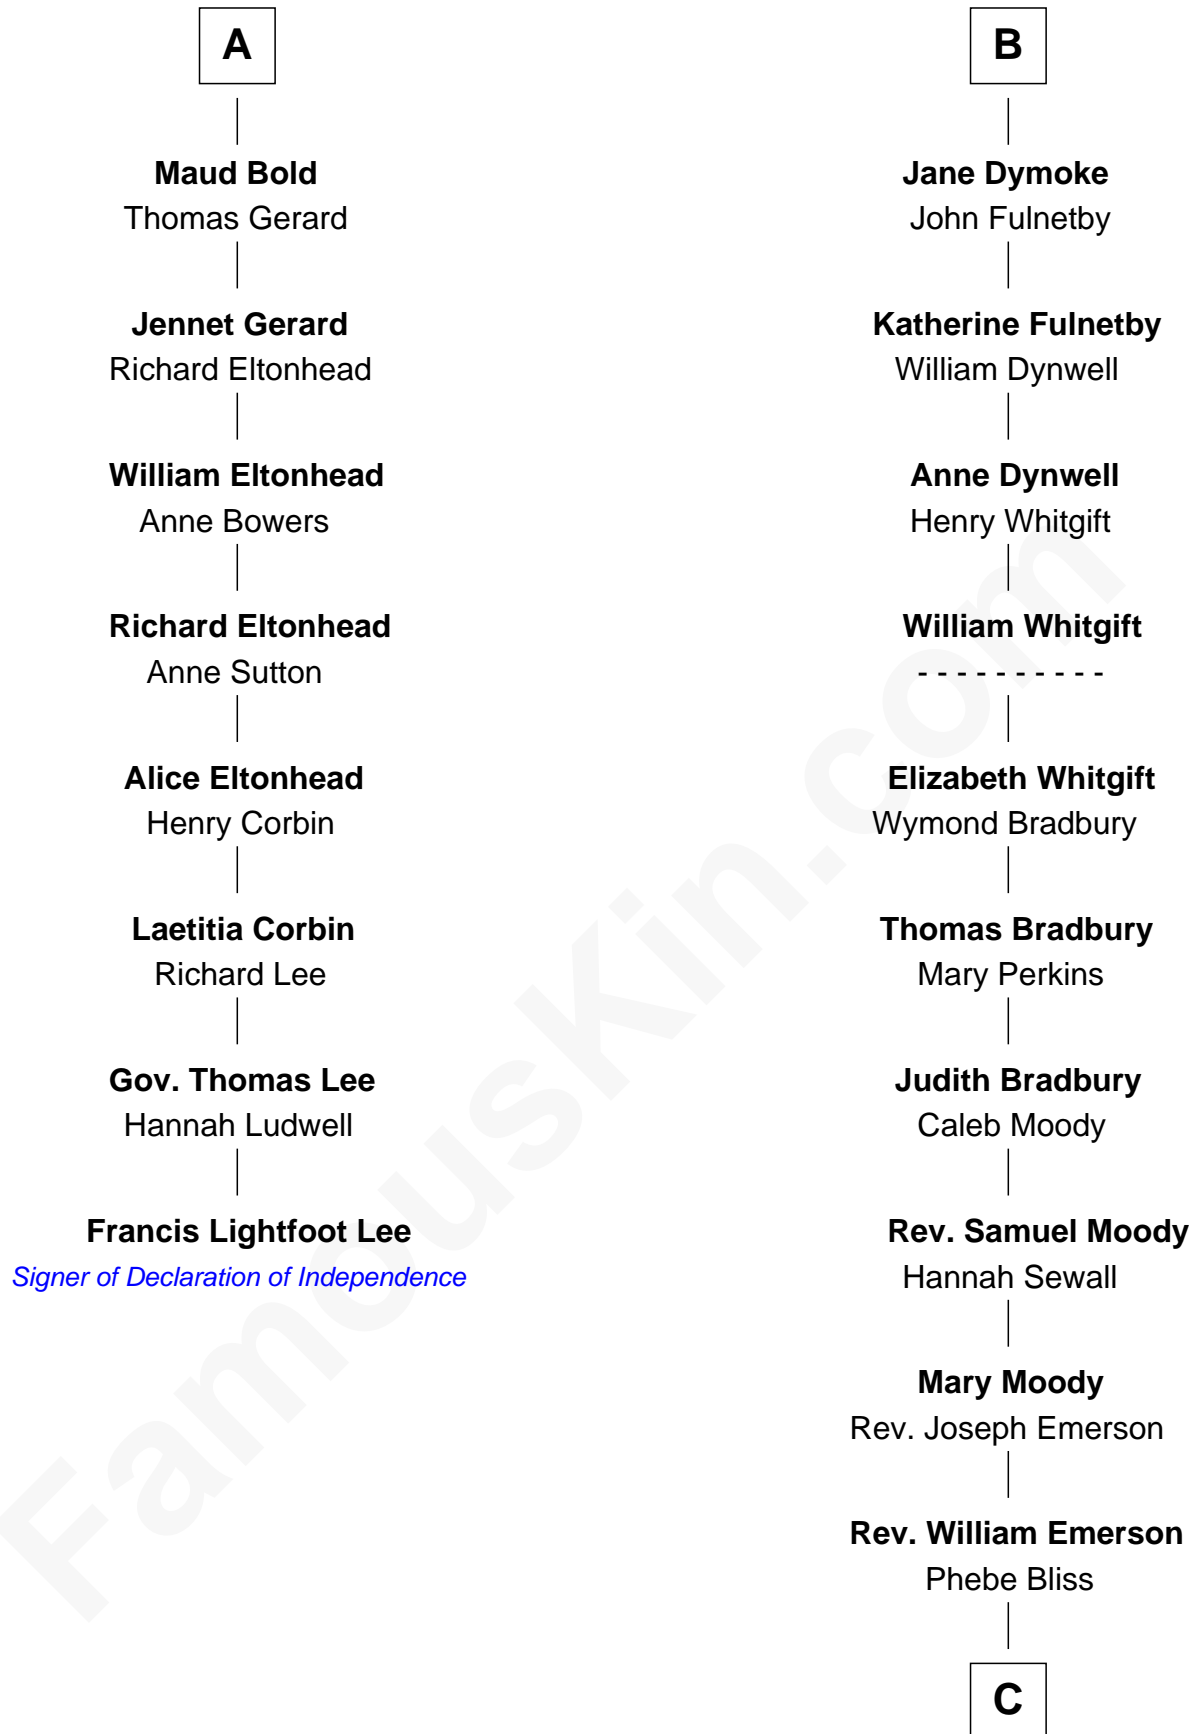 A
Maud Bold
Thomas Gerard
Jennet Gerard
Richard Eltonhead
William Eltonhead
Anne Bowers
Richard Eltonhead
Anne Sutton
Alice Eltonhead
Henry Corbin
Laetitia Corbin
Richard Lee
Gov. Thomas Lee
Hannah Ludwell
Francis Lightfoot Lee
Signer of Declaration of Independence
B
Jane Dymoke
John Fulnetby
Katherine Fulnetby
William Dynwell
Anne Dynwell
Henry Whitgift
William Whitgift
- - - - - - - - - -
Elizabeth Whitgift
Wymond Bradbury
Thomas Bradbury
Mary Perkins
Judith Bradbury
Caleb Moody
Rev. Samuel Moody
Hannah Sewall
Mary Moody
Rev. Joseph Emerson
Rev. William Emerson
Phebe Bliss
C
FamousKin.com